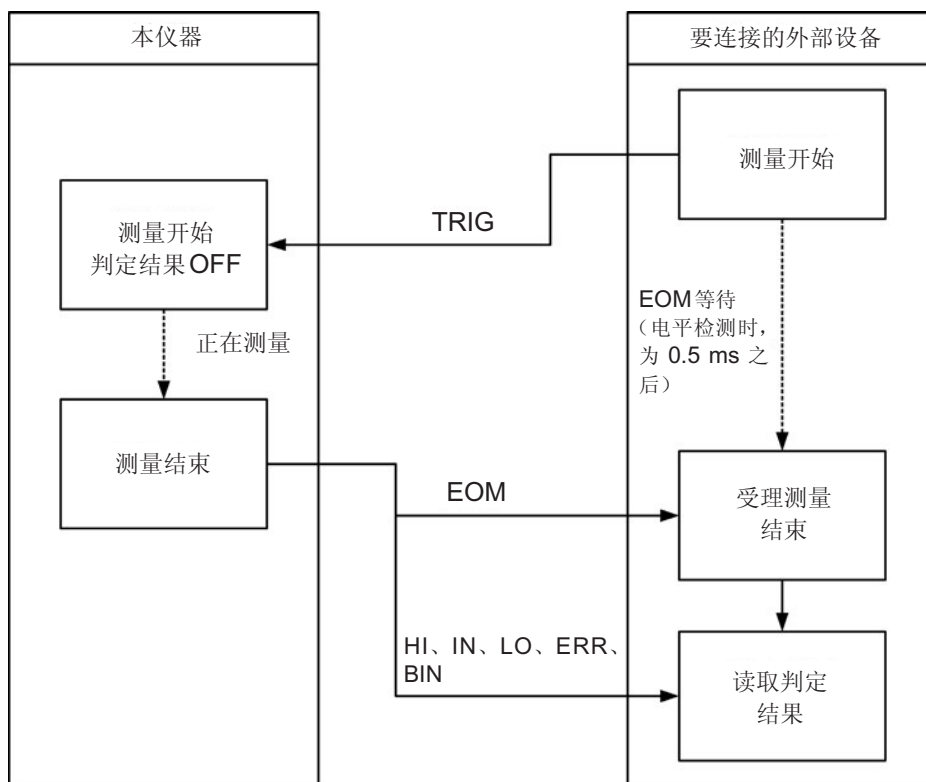 本仪器
要连接的外部设备
测量开始
TRIG
测量开始
判定结果OFF
EOM等待
（电平检测时，
为 0.5 ms 之
后）
正在测量
测量结束
EOM
受理测量
结束
HI、IN、LO、ERR、
BIN
读取判定
结果